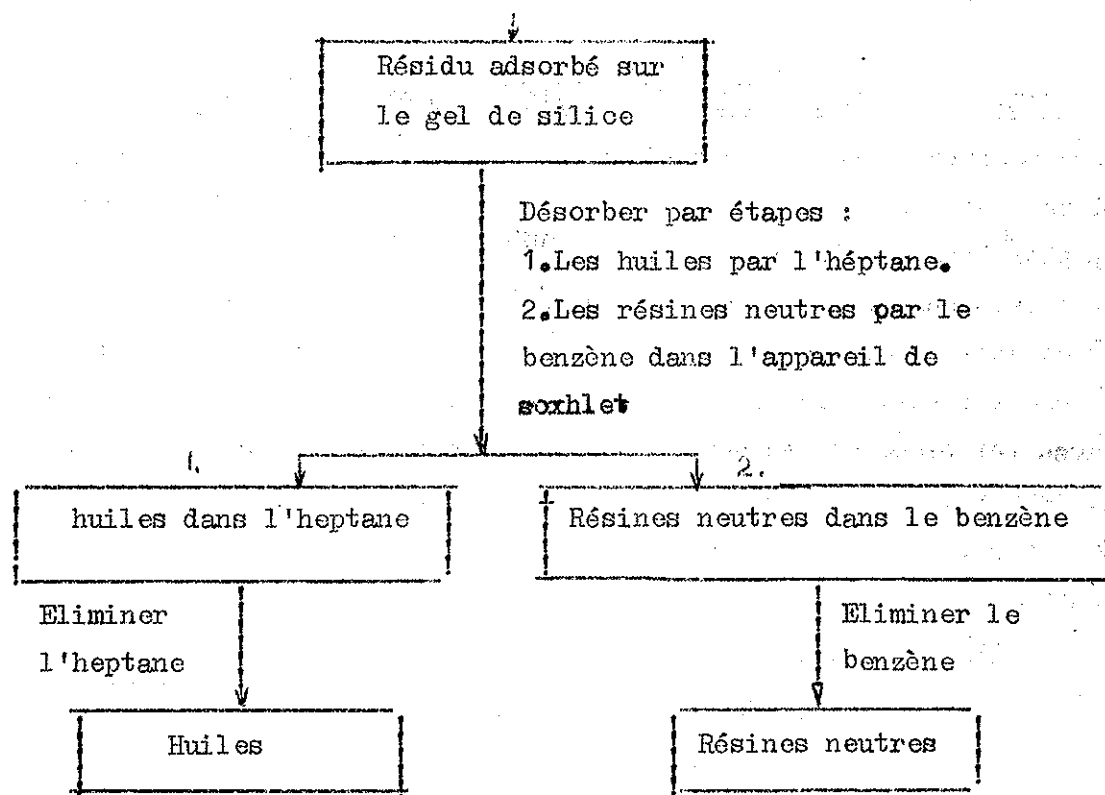 Résidu adsorbé sur
le gel de silice
Désorber par étapes :
1.Les huiles par l'héptane.
2.Les résines neutres par le
benzène dans l'appareil de
soxhlet
1.
2.
huiles dans l'heptane
Résines neutres dans le benzène
Eliminer
l'heptane
Eliminer le
benzène
Huiles
Résines neutres